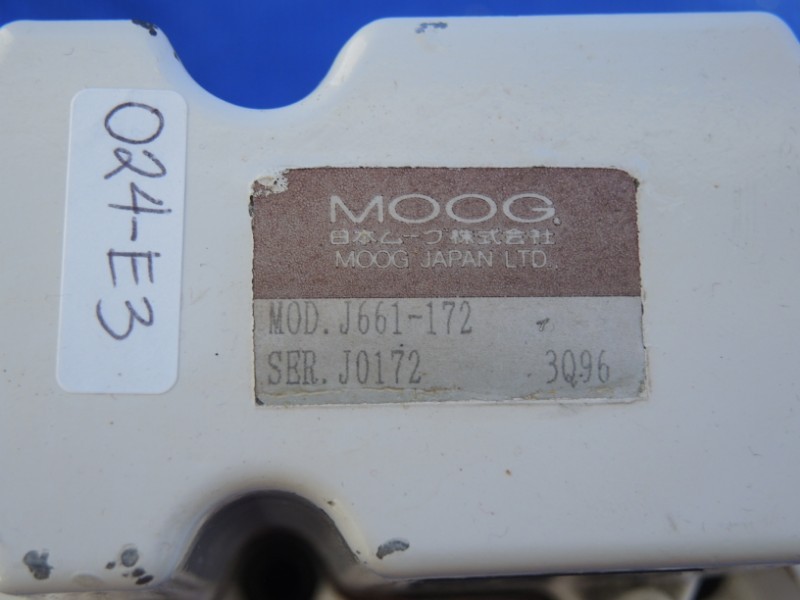 024-E3
MOOG
日本ムーグ株式会社
MOOG JAPAN LTD.
MOD. J661-172
SER. J0172 3Q96